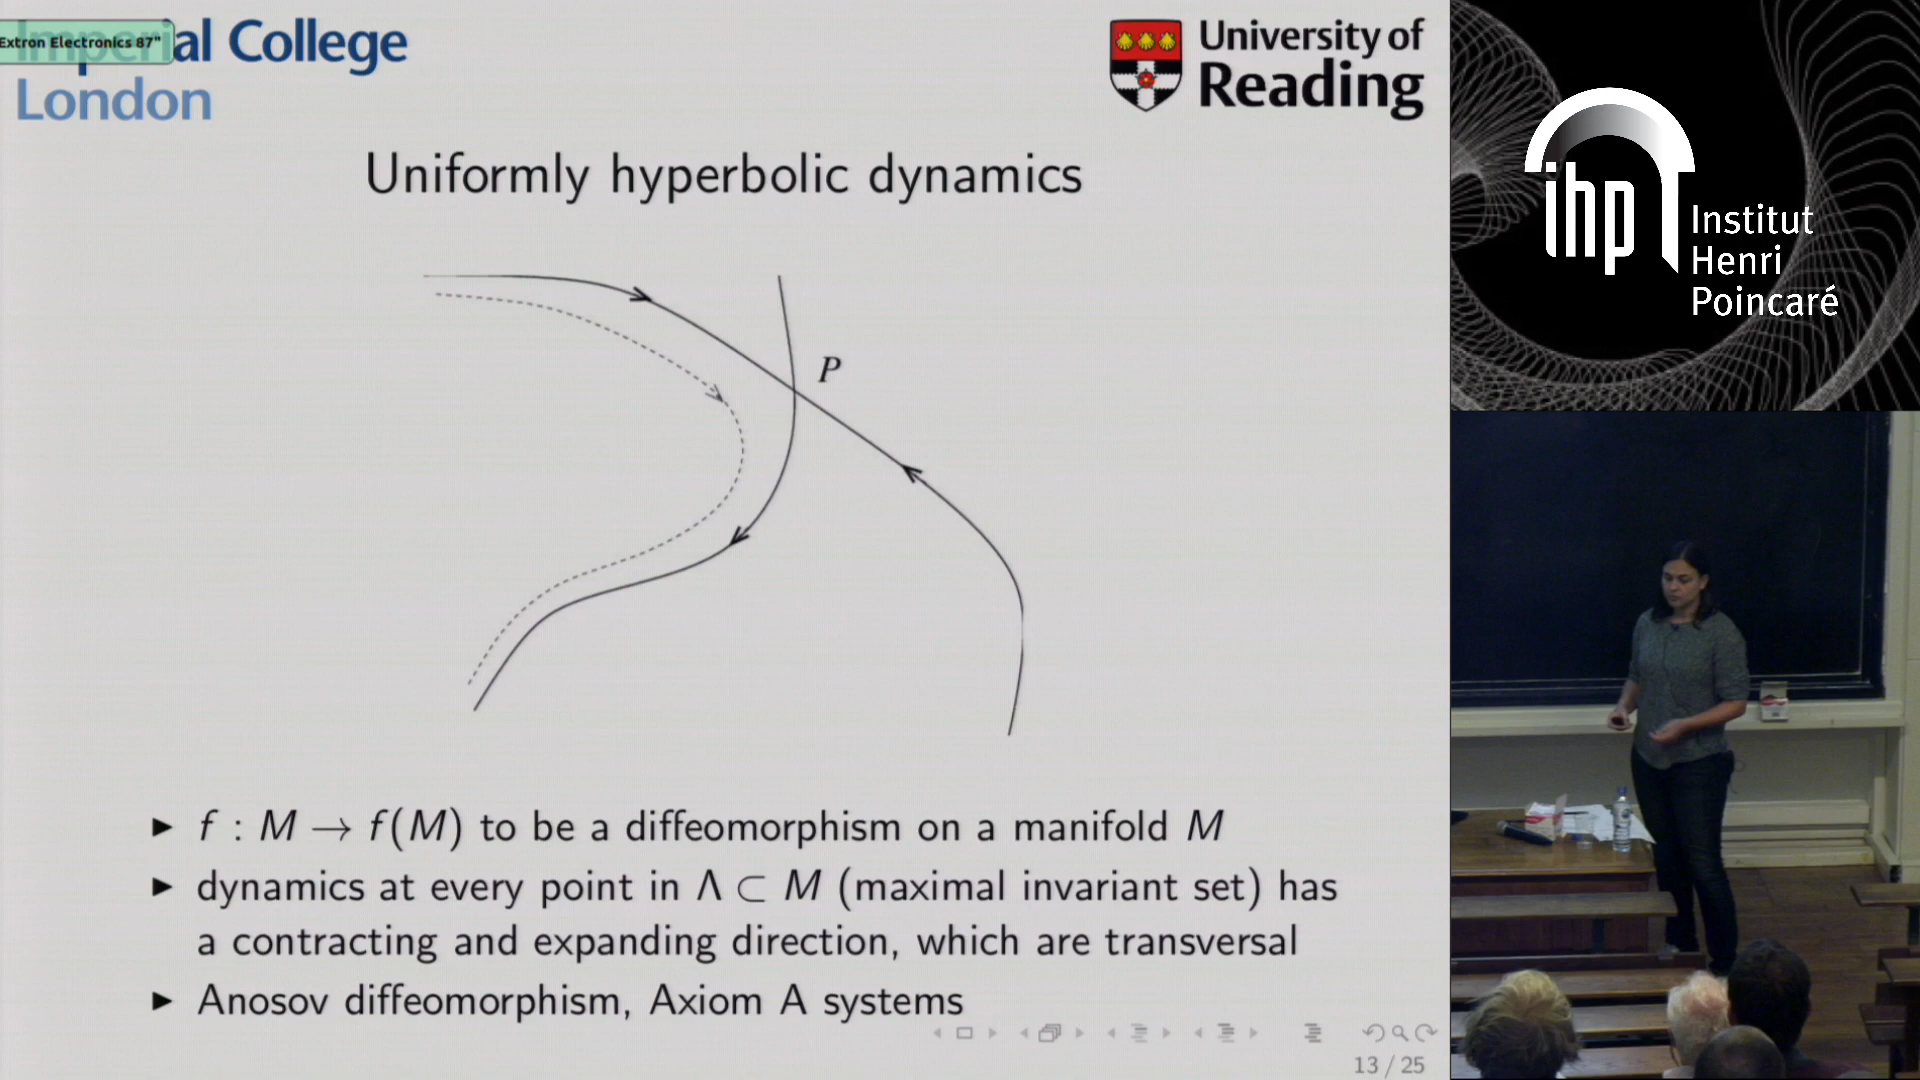 Extron Electronics 87"
Imperial College
London
University of
Reading
Uniformly hyperbolic dynamics
P
▶ f : M → f(M) to be a diffeomorphism on a manifold M
▶ dynamics at every point in Λ ⊂ M (maximal invariant set) has
a contracting and expanding direction, which are transversal
▶ Anosov diffeomorphism, Axiom A systems
13 / 25
ihp
Institut
Henri
Poincaré